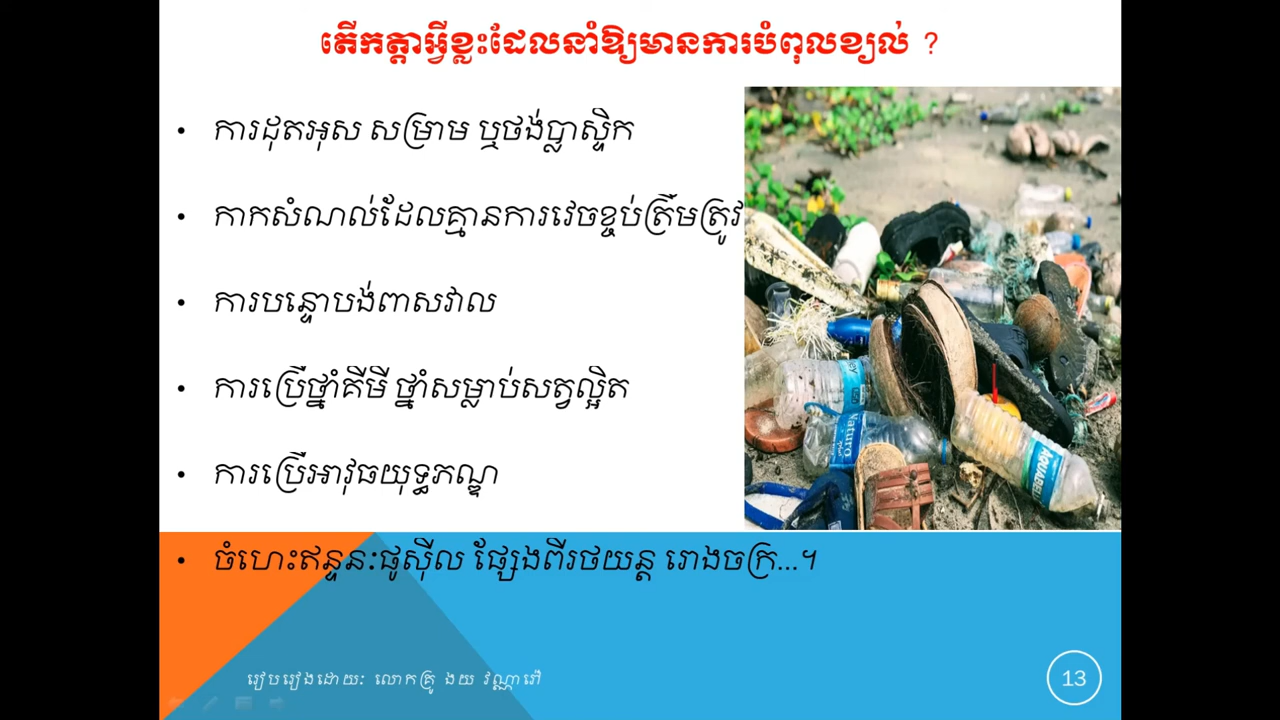 តើកត្តាអ្វីខ្លះដែលនាំឱ្យមានការបំពុលខ្យល់ ?
• ការដុតអុស សម្រាម ឬថង់ប្លាស្ទិក
• កាកសំណល់ដែលគ្មានការវេចខ្ចប់ត្រឹមត្រូវ
• ការបន្ទោបង់ពាសវាល
• ការប្រើថ្នាំគីមី ថ្នាំសម្លាប់សត្វល្អិត
• ការប្រើអាវុធយុទ្ធភណ្ឌ
• ចំហេះឥន្ទនៈផូស៊ីល ផ្សែងពីរថយន្ត រោងចក្រ...។
Natura
AQUARE
រៀបរៀងដោយៈ លោកគ្រូ ងយ វណ្ណារ៉ៅ
13